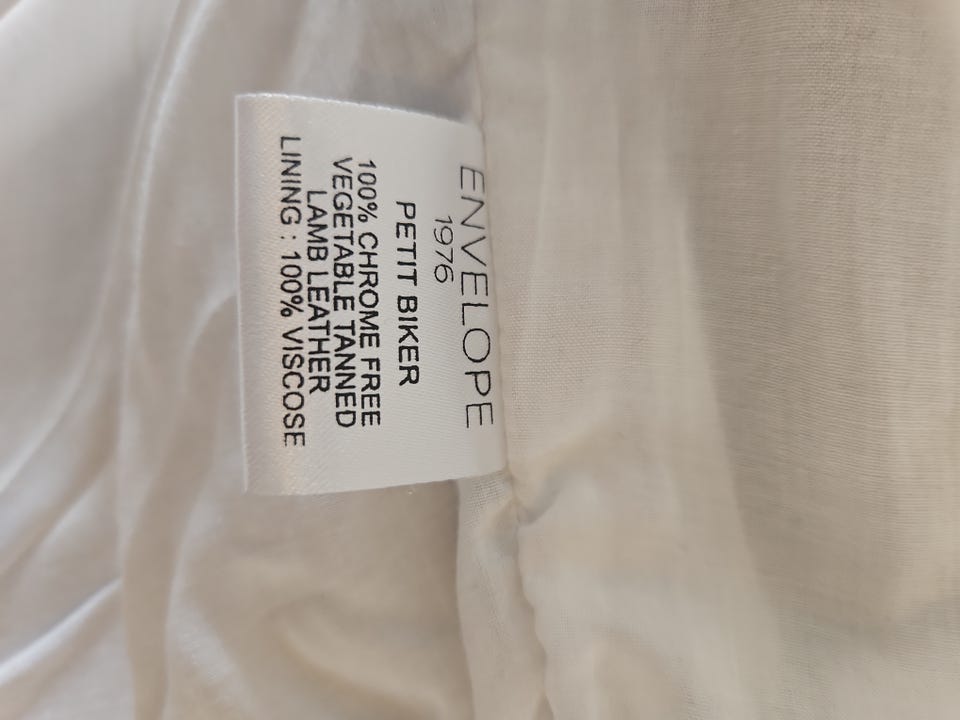 ENVELOPE
1976
PETIT BIKER
100% CHROME FREE
VEGETABLE TANNED
LAMB LEATHER
LINING : 100% VISCOSE